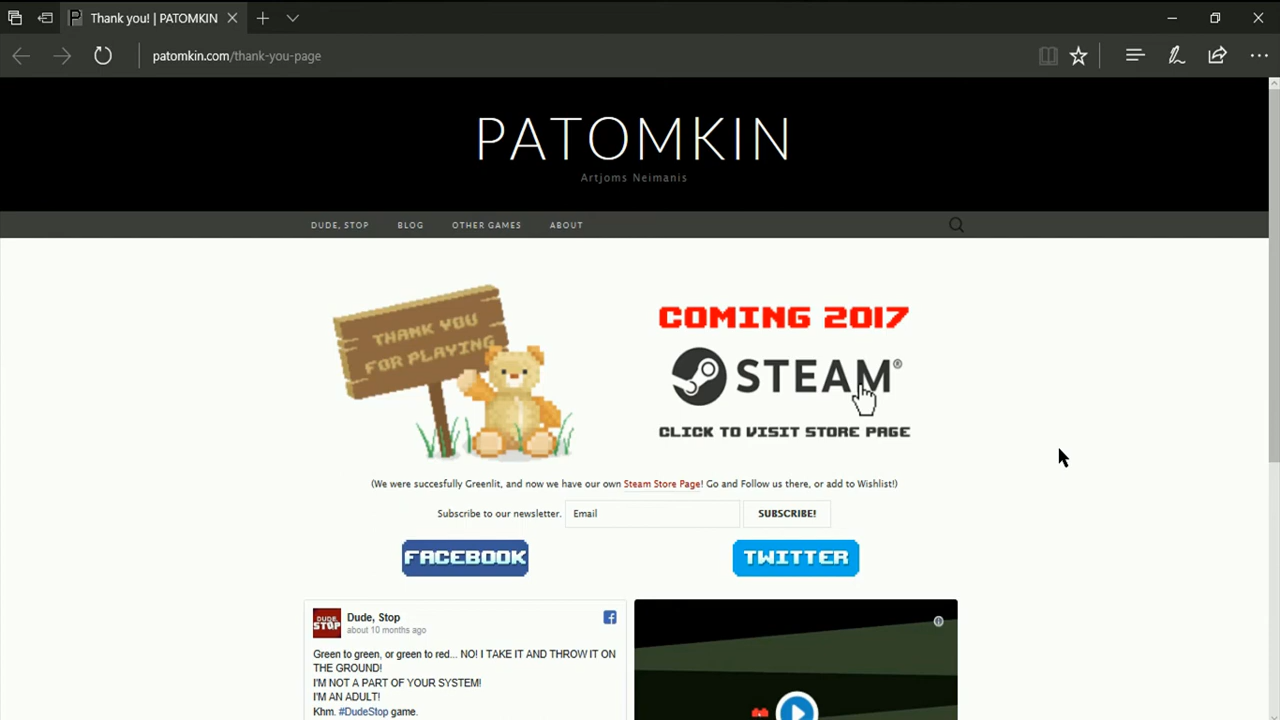 Thank you! | PATOMKIN
patomkin.com/thank-you-page
PATOMKIN
Artjoms Neimanis
DUDE, STOP BLOG OTHER GAMES ABOUT
THANK YOU
FOR PLAYING
COMING 2017
STEAM®
CLICK TO VISIT STORE PAGE
(We were succesfully Greenlit, and now we have our own Steam Store Page! Go and Follow us there, or add to Wishlist!)
Subscribe to our newsletter. Email SUBSCRIBE!
FACEBOOK TWITTER
DUDE, STOP
Dude, Stop
about 10 months ago
Green to green, or green to red... NO! I TAKE IT AND THROW IT ON
THE GROUND!
I'M NOT A PART OF YOUR SYSTEM!
I'M AN ADULT!
Khm. #DudeStop game.